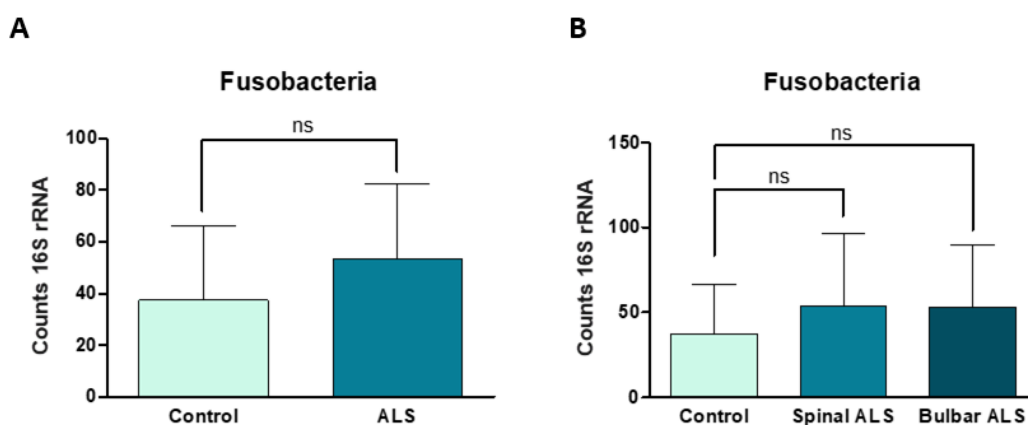 A
Fusobacteria
Counts 16S rRNA
100
80
60
40
20
0
ns
Control
ALS
B
Fusobacteria
Counts 16S rRNA
150
100
50
0
ns
ns
Control
Spinal ALS
Bulbar ALS